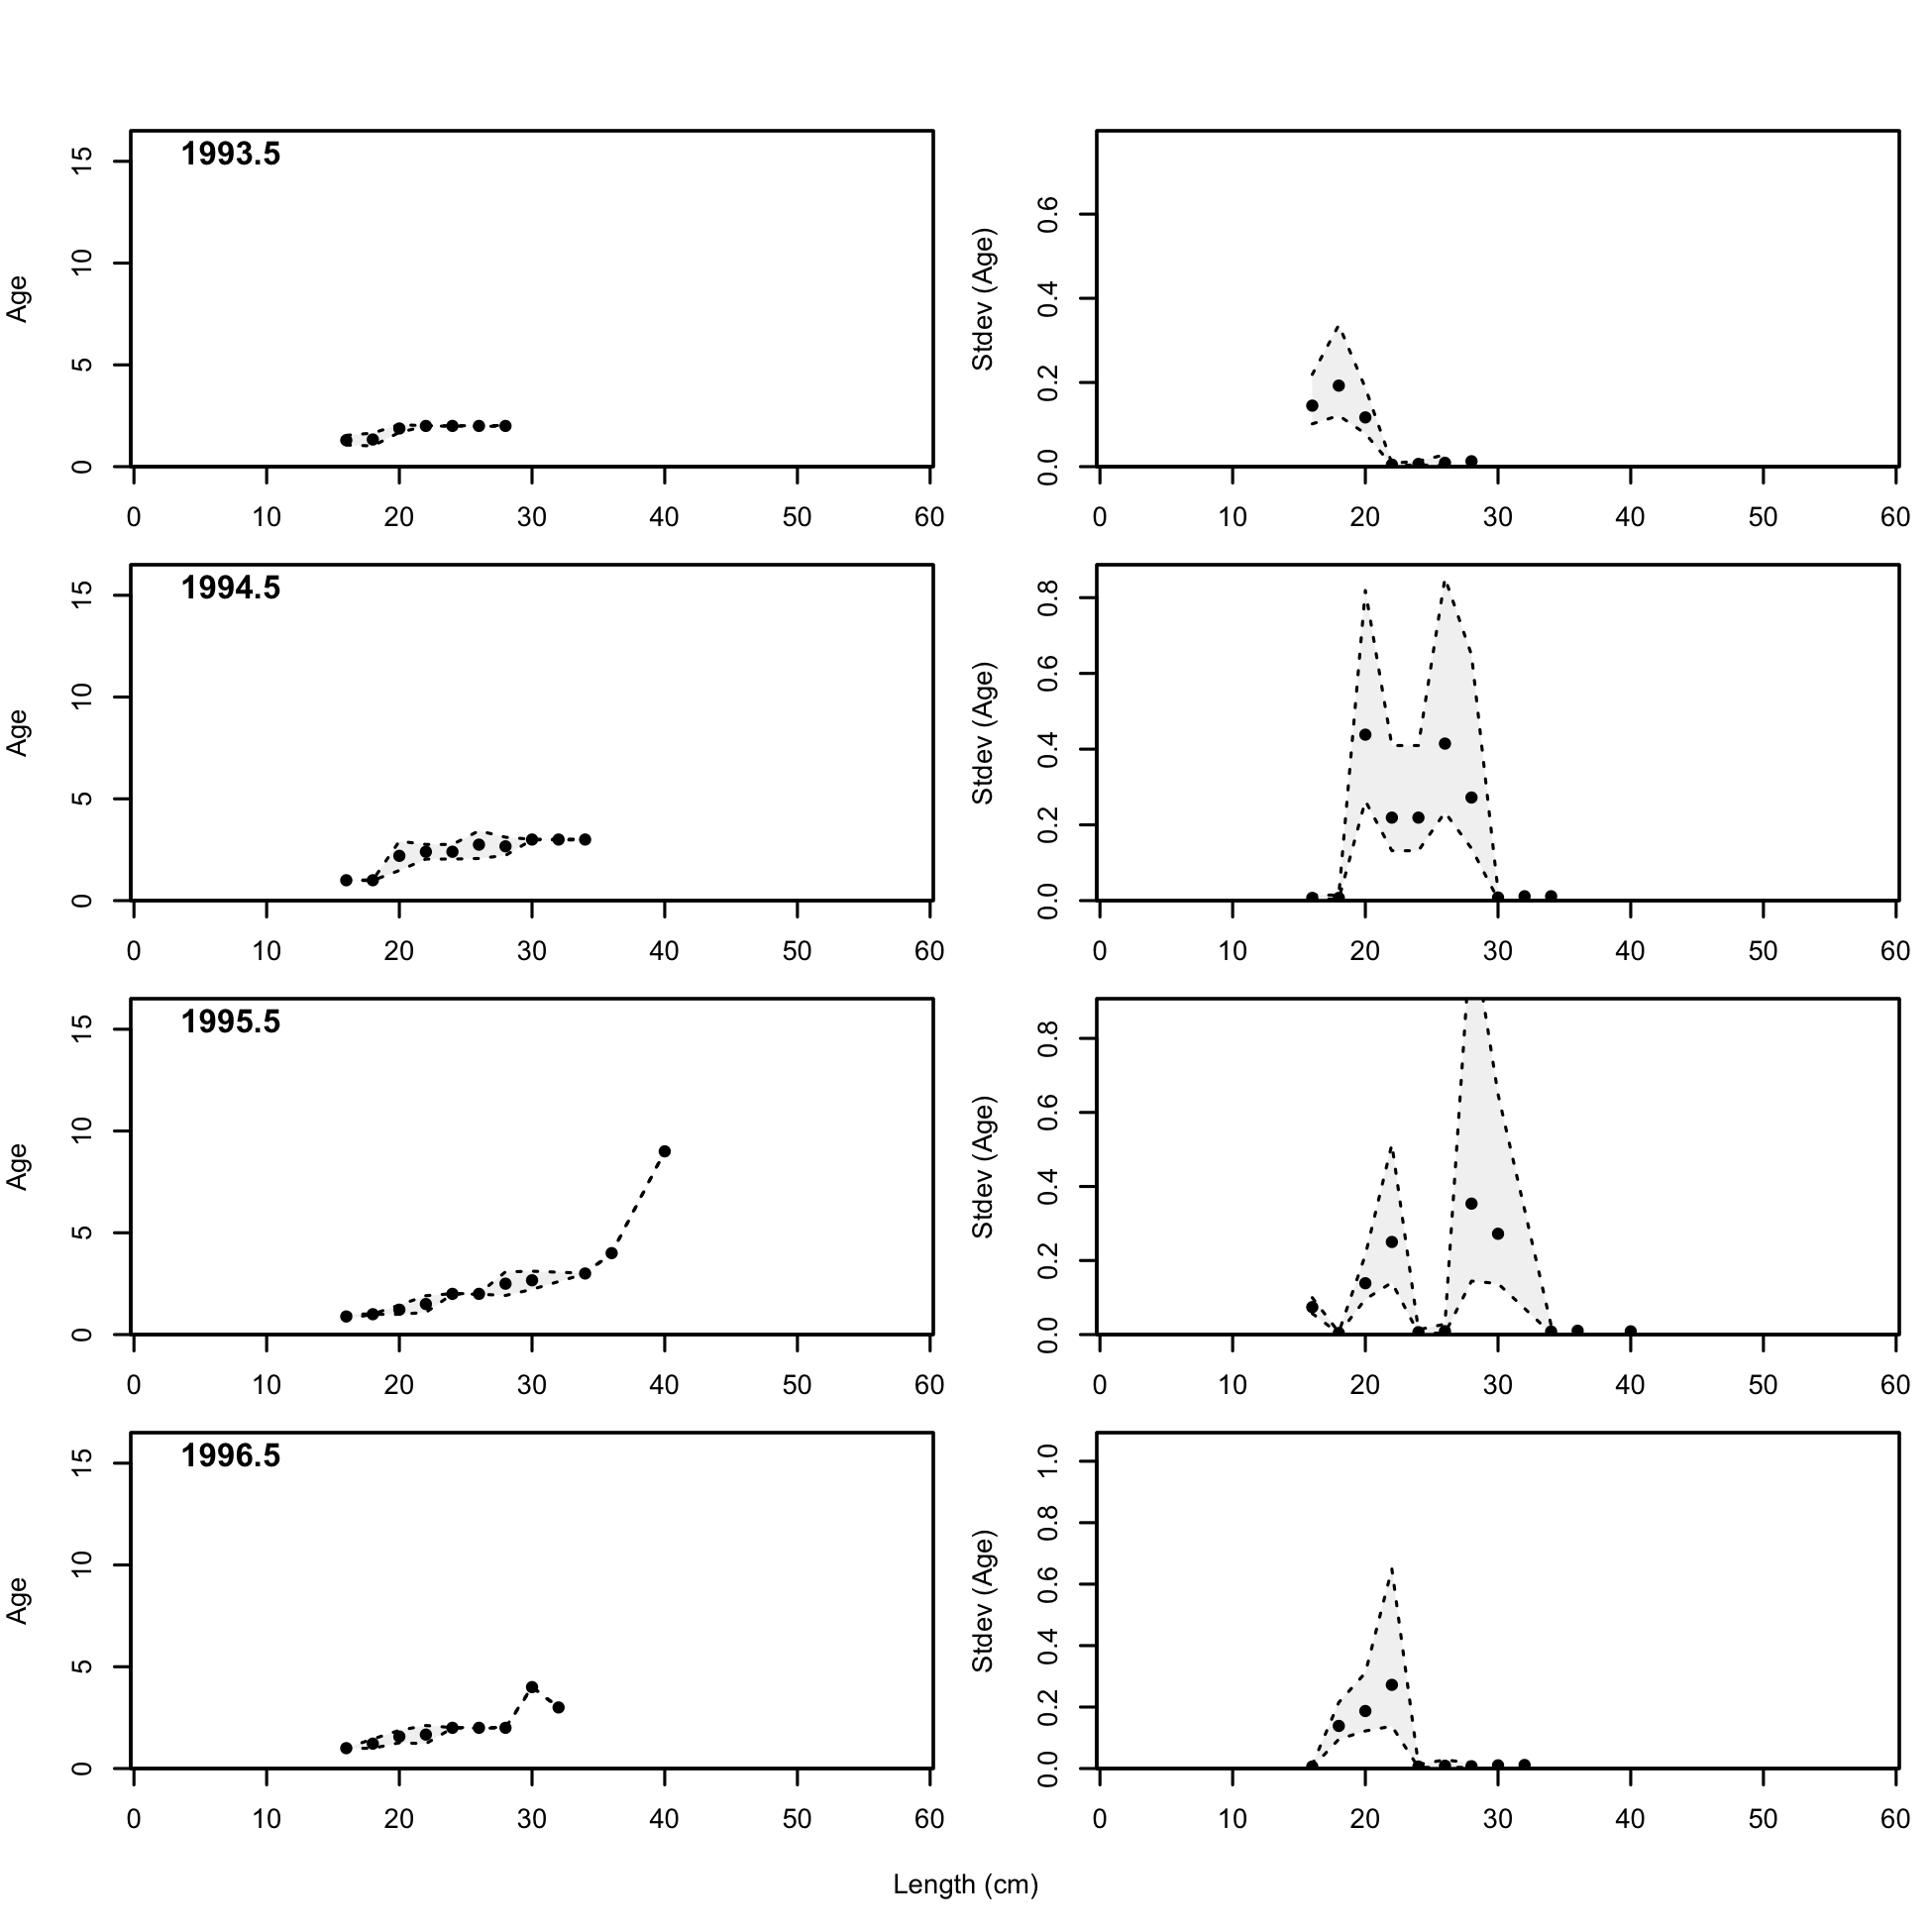 1993.5
Age
0 5 10 15
0 10 20 30 40 50 60
Stdev (Age)
0.0 0.2 0.4 0.6
0 10 20 30 40 50 60
1994.5
Age
0 5 10 15
0 10 20 30 40 50 60
Stdev (Age)
0.0 0.2 0.4 0.6 0.8
0 10 20 30 40 50 60
1995.5
Age
0 5 10 15
0 10 20 30 40 50 60
Stdev (Age)
0.0 0.2 0.4 0.6 0.8
0 10 20 30 40 50 60
1996.5
Age
0 5 10 15
0 10 20 30 40 50 60
Stdev (Age)
0.0 0.2 0.4 0.6 0.8 1.0
0 10 20 30 40 50 60
Length (cm)